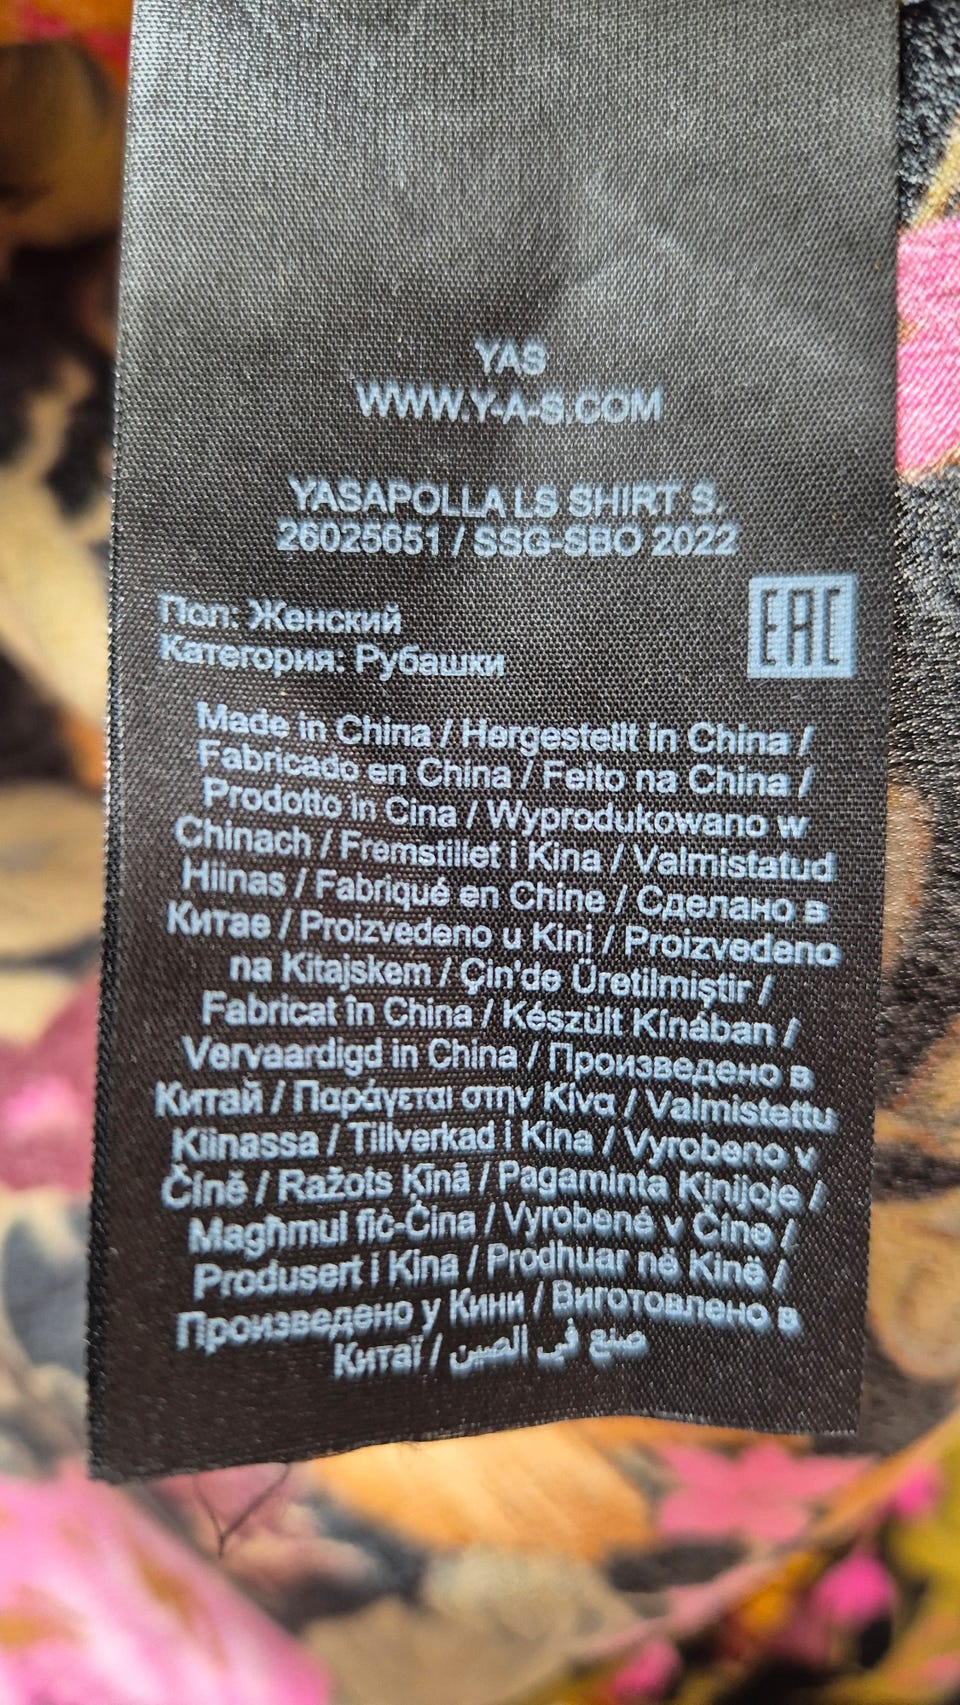 YAS
WWW.Y-A-S.COM
YASAPOLLA LS SHIRT S.
26025651 / SSG-SBO 2022
Пол: Женский
Категория: Рубашки
EAC
Made in China / Hergestellt in China /
Fabricado en China / Feito na China /
Prodotto in Cina / Wyprodukowano w
Chinach / Fremstillet i Kina / Valmistatud
Hiinas / Fabriqué en Chine / Сделано в
Китае / Proizvedeno u Kini / Proizvedeno
na Kitajskem / Çin'de Üretilmiştir /
Fabricat în China / Készült Kínában /
Vervaardigd in China / Произведено в
Китай / Παράγεται στην Κίνα / Valmistettu
Kiinassa / Tillverkad i Kina / Vyrobeno v
Číně / Ražots Ķīnā / Pagaminta Kinijoje /
Magħmul fiċ-Ċina / Vyrobené v Číne /
Produsert i Kina / Prodhuar në Kinë /
Произведено у Кини / Виготовлено в
Китаї / صنع في الصين